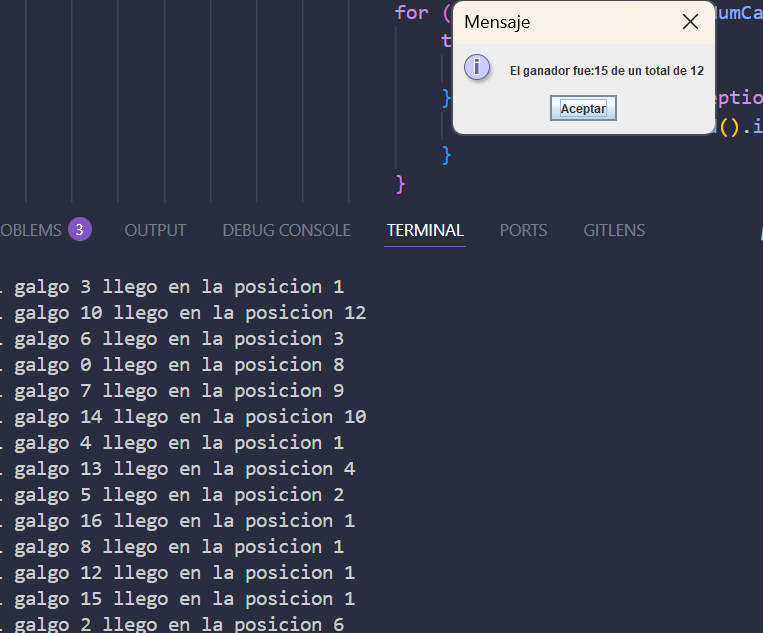 for (
Mensaje
El ganador fue:15 de un total de 12
Aceptar
}
}
}
3
OUTPUT
DEBUG CONSOLE
TERMINAL
PORTS
GITLENS
galgo 3 llego en la posicion 1
galgo 10 llego en la posicion 12
galgo 6 llego en la posicion 3
galgo 0 llego en la posicion 8
galgo 7 llego en la posicion 9
galgo 14 llego en la posicion 10
galgo 4 llego en la posicion 1
galgo 13 llego en la posicion 4
galgo 5 llego en la posicion 2
galgo 16 llego en la posicion 1
galgo 8 llego en la posicion 1
galgo 12 llego en la posicion 1
galgo 15 llego en la posicion 1
galgo 2 llego en la posicion 6